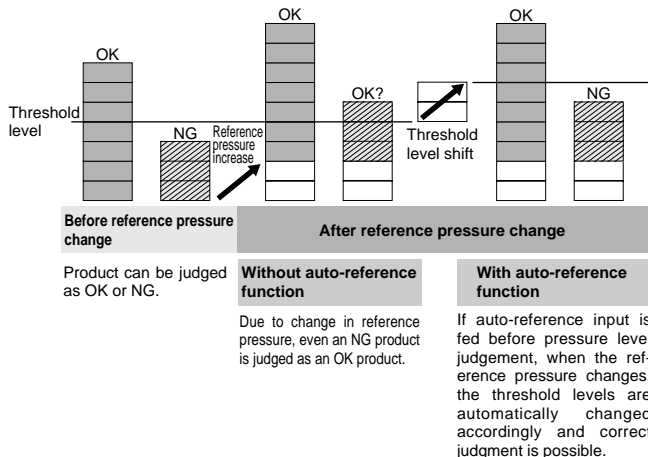 OK
OK
OK
OK?
NG
Threshold
level
NG
Reference
pressure
increase
Threshold
level shift
Before reference pressure
change
After reference pressure change
Product can be judged
as OK or NG.
Without auto-reference
function
Due to change in reference
pressure, even an NG product
is judged as an OK product.
With auto-reference
function
If auto-reference input is
fed before pressure level
judgement, when the ref-
erence pressure changes,
the threshold levels are
automatically changed
accordingly and correct
judgment is possible.